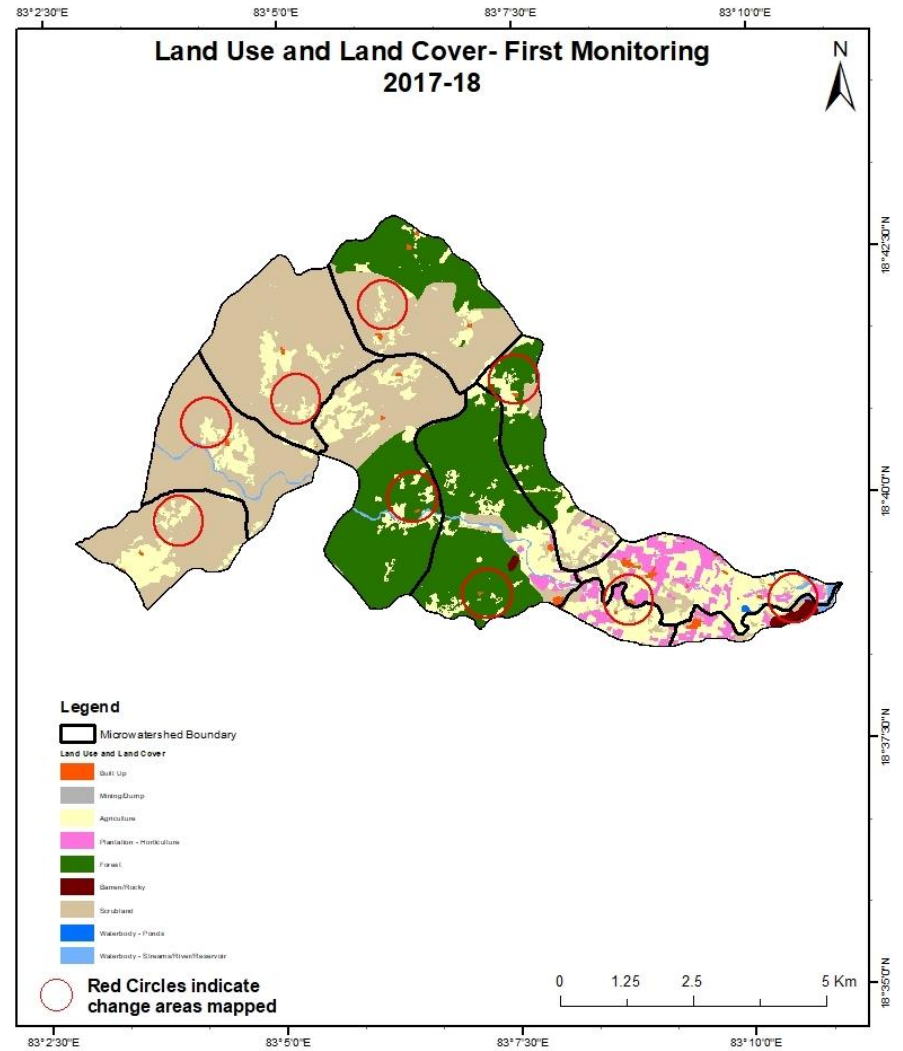 83°2'30"E 83°5'0"E 83°7'30"E 83°10'0"E
Land Use and Land Cover- First Monitoring
2017-18
N
18°42'30"N
18°40'0"N
18°37'30"N
18°35'0"N
Legend
Microwatershed Boundary
Land Use and Land Cover
Built Up
Mining/Dump
Agriculture
Plantation - Horticulture
Forest
Barren/Rocky
Scrubland
Waterbody - Ponds
Waterbody - Streams/River/Reservoir
Red Circles indicate
change areas mapped
0 1.25 2.5 5 Km
83°2'30"E 83°5'0"E 83°7'30"E 83°10'0"E